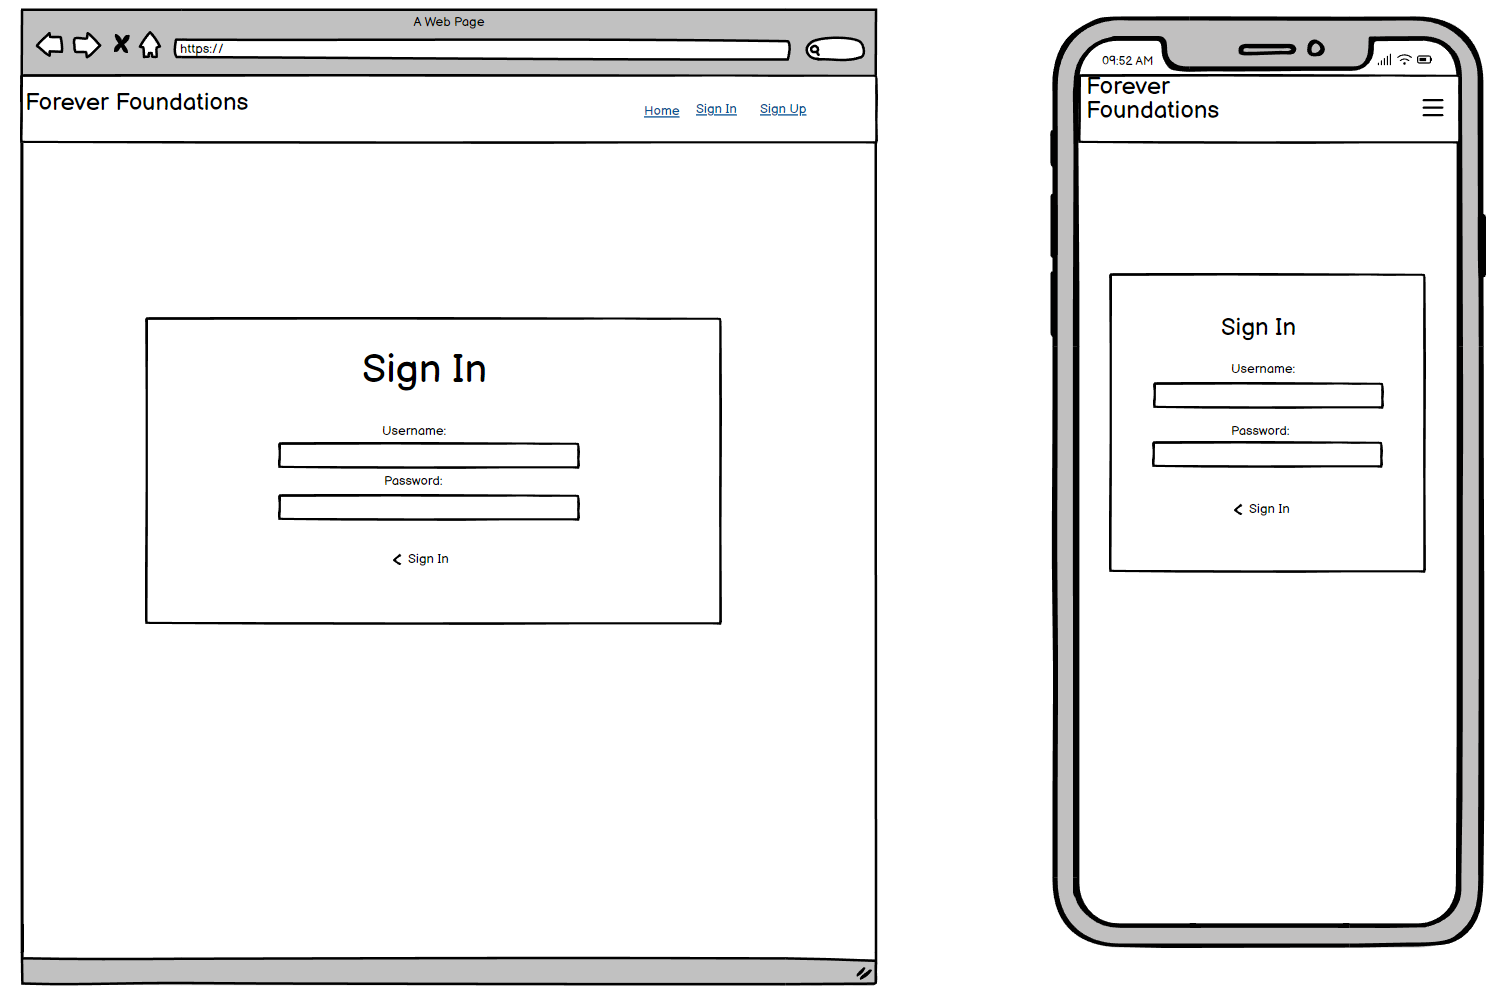 A Web Page
https://
Forever Foundations
Home Sign In Sign Up
Sign In
Username:
Password:
Sign In
09:52 AM
Forever
Foundations
Sign In
Username:
Password:
Sign In